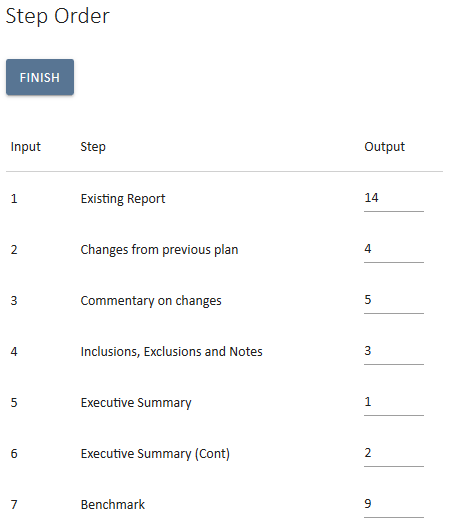 Step Order
FINISH
Input Step Output
1 Existing Report 14
2 Changes from previous plan 4
3 Commentary on changes 5
4 Inclusions, Exclusions and Notes 3
5 Executive Summary 1
6 Executive Summary (Cont) 2
7 Benchmark 9